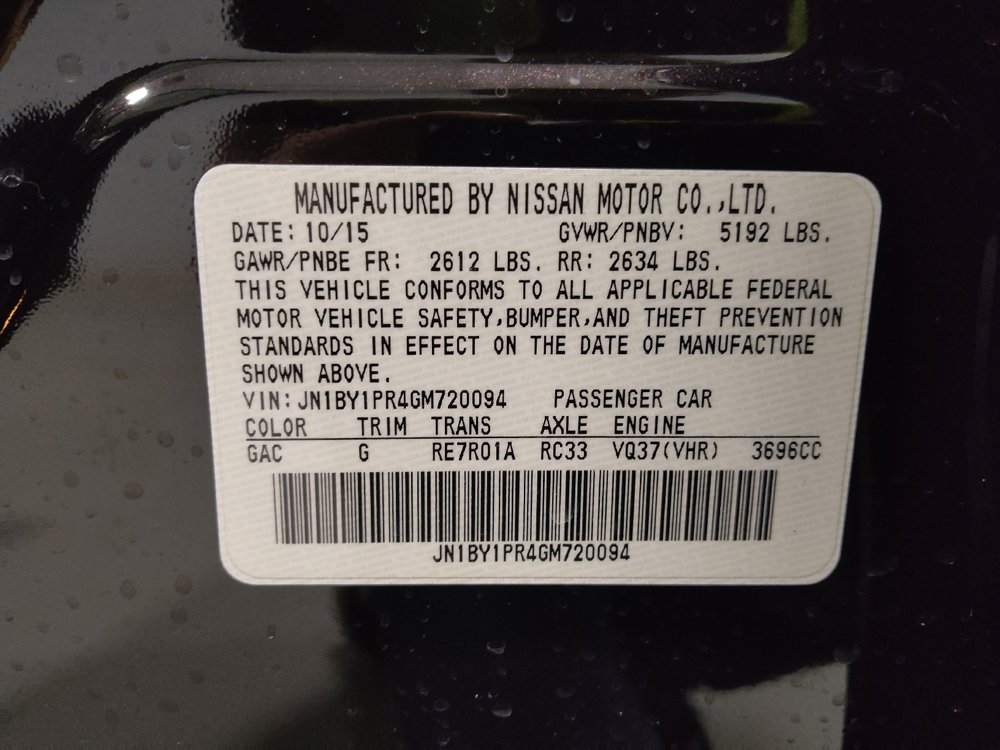 MANUFACTURED BY NISSAN MOTOR CO.,LTD.
DATE: 10/15 GVWR/PNBV: 5192 LBS.
GAWR/PNBE FR: 2612 LBS. RR: 2634 LBS.
THIS VEHICLE CONFORMS TO ALL APPLICABLE FEDERAL
MOTOR VEHICLE SAFETY,BUMPER,AND THEFT PREVENTION
STANDARDS IN EFFECT ON THE DATE OF MANUFACTURE
SHOWN ABOVE.
VIN: JN1BY1PR4GM720094 PASSENGER CAR
COLOR TRIM TRANS AXLE ENGINE
GAC G RE7R01A RC33 VQ37(VHR) 3696CC
JN1BY1PR4GM720094